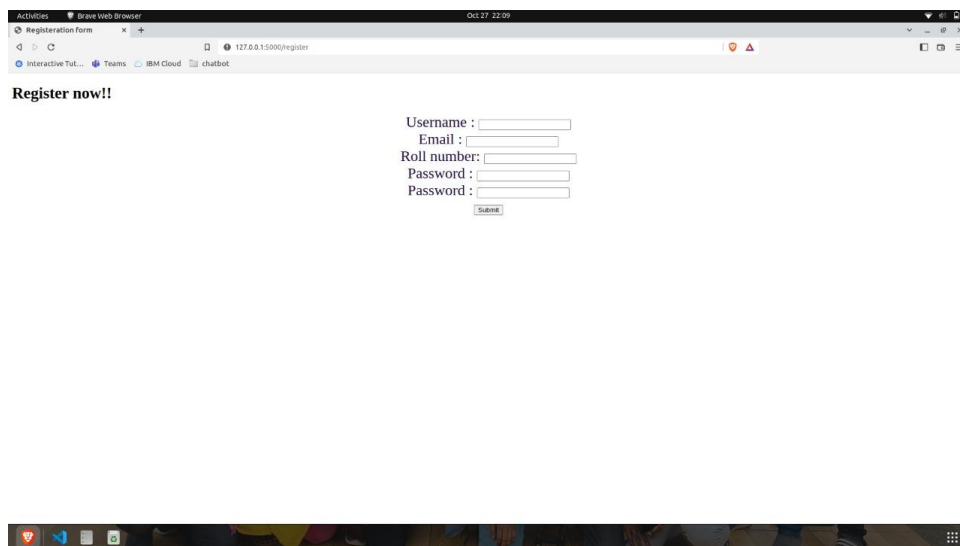 Activities Brave Web Browser Oct 27 22:09
Registeration form
127.0.0.1:5000/register
Interactive Tut... Teams IBM Cloud chatbot
Register now!!
Username :
Email :
Roll number:
Password :
Password :
Submit